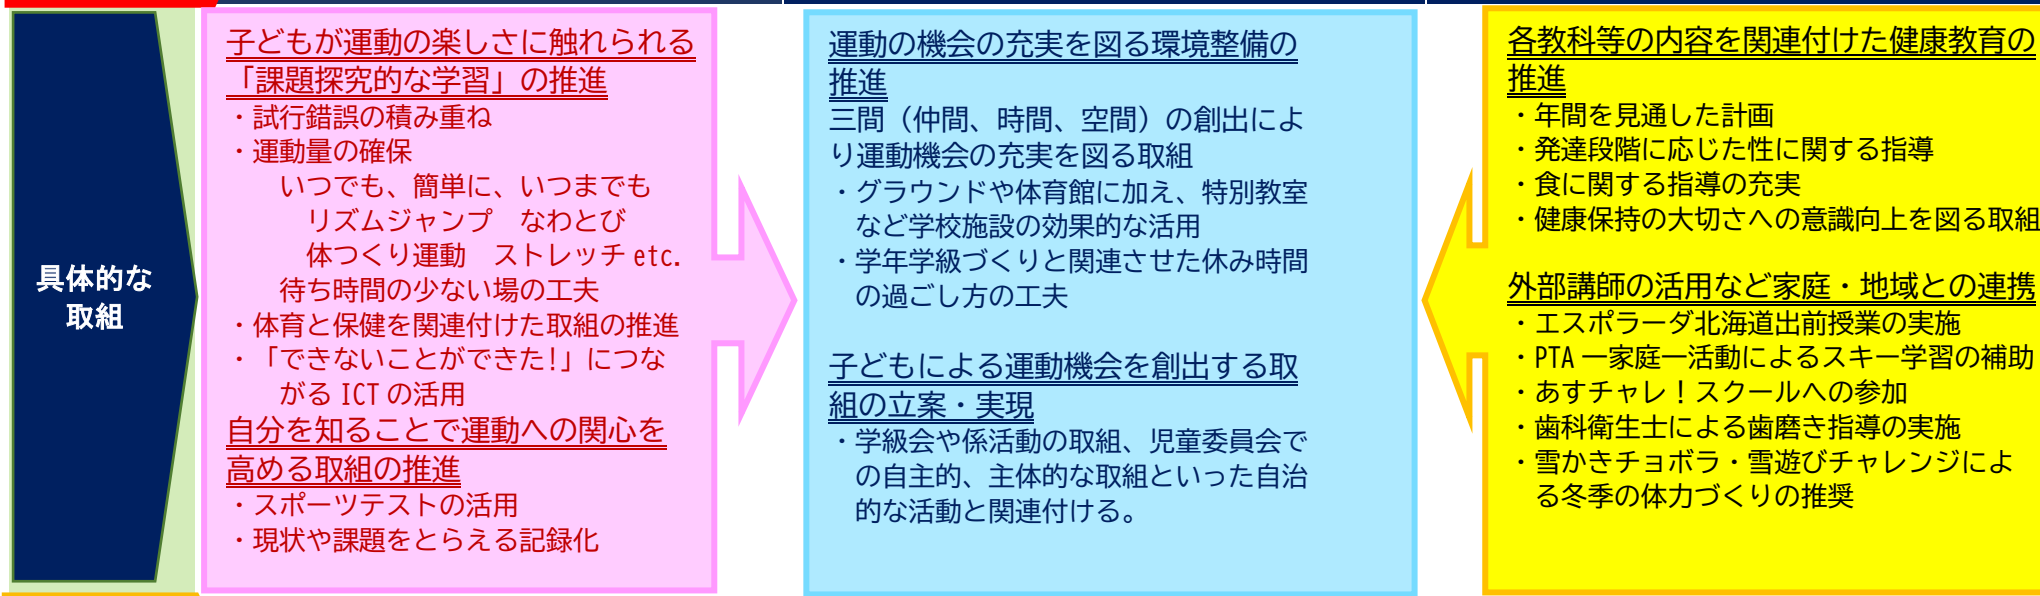 具体的な
取組
子どもが運動の楽しさに触れられる
「課題探究的な学習」の推進
・試行錯誤の積み重ね
・運動量の確保
いつでも、簡単に、いつまでも
リズムジャンプ　なわとび
体つくり運動　ストレッチ etc.
待ち時間の少ない場の工夫
・体育と保健を関連付けた取組の推進
・「できないことができた!」につな
がる ICT の活用
自分を知ることで運動への関心を
高める取組の推進
・スポーツテストの活用
・現状や課題をとらえる記録化
運動の機会の充実を図る環境整備の
推進
三間（仲間、時間、空間）の創出によ
り運動機会の充実を図る取組
・グラウンドや体育館に加え、特別教室
など学校施設の効果的な活用
・学年学級づくりと関連させた休み時間
の過ごし方の工夫
子どもによる運動機会を創出する取
組の立案・実現
・学級会や係活動の取組、児童委員会で
の自主的、主体的な取組といった自治
的な活動と関連付ける。
各教科等の内容を関連付けた健康教育の
推進
・年間を見通した計画
・発達段階に応じた性に関する指導
・食に関する指導の充実
・健康保持の大切さへの意識向上を図る取組
外部講師の活用など家庭・地域との連携
・エスポラーダ北海道出前授業の実施
・PTA 一家庭一活動によるスキー学習の補助
・あすチャレ！スクールへの参加
・歯科衛生士による歯磨き指導の実施
・雪かきチョボラ・雪遊びチャレンジによ
る冬季の体力づくりの推奨